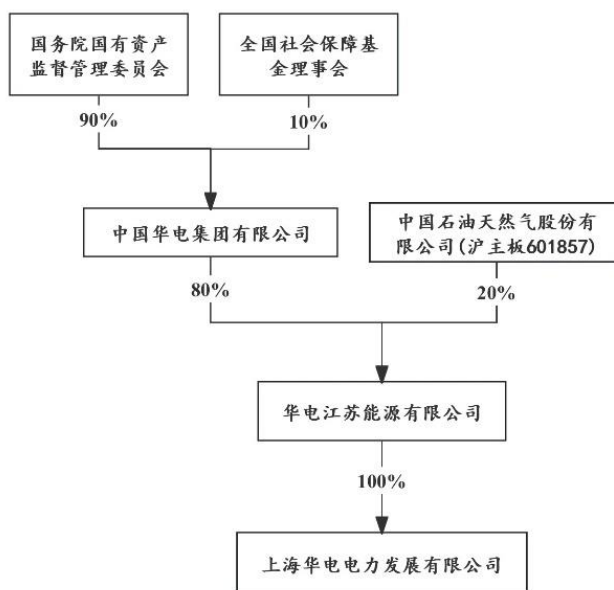 国务院国有资产
监督管理委员会
全国社会保障基
金理事会
90%
10%
中国华电集团有限公司
中国石油天然气股份有
限公司(沪主板601857)
80%
20%
华电江苏能源有限公司
100%
上海华电电力发展有限公司